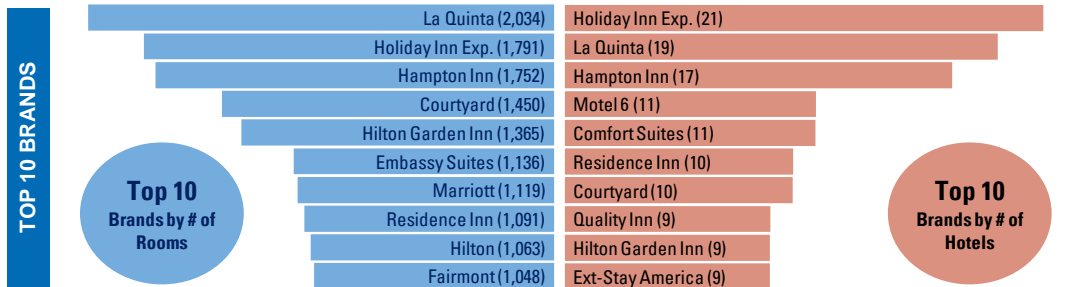 TOP 10 BRANDS
La Quinta (2,034)
Holiday Inn Exp. (1,791)
Hampton Inn (1,752)
Courtyard (1,450)
Hilton Garden Inn (1,365)
Embassy Suites (1,136)
Marriott (1,119)
Residence Inn (1,091)
Hilton (1,063)
Fairmont (1,048)
Top 10
Brands by # of
Rooms
Holiday Inn Exp. (21)
La Quinta (19)
Hampton Inn (17)
Motel 6 (11)
Comfort Suites (11)
Residence Inn (10)
Courtyard (10)
Quality Inn (9)
Hilton Garden Inn (9)
Ext-Stay America (9)
Top 10
Brands by # of
Hotels